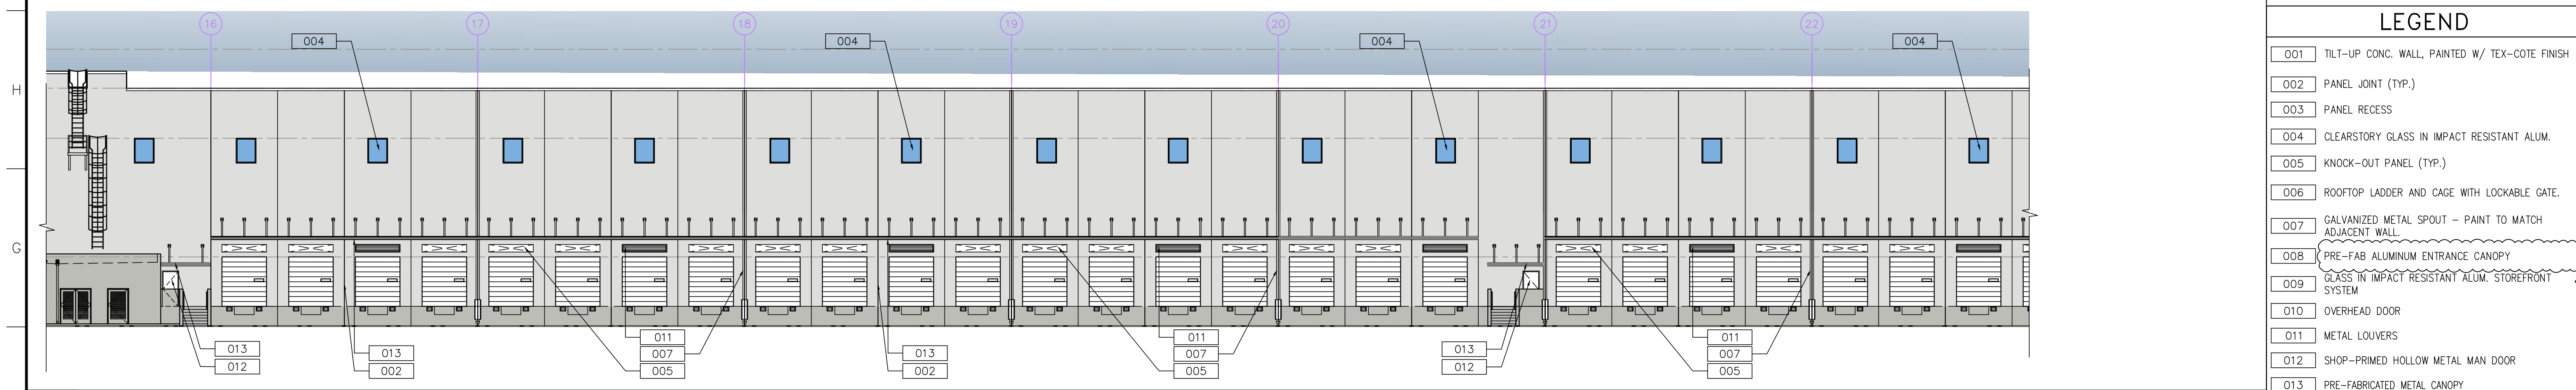 16 17 18 19 20 21 22
004 004 004 004
H
G
013
012
013
002
011
007
005
013
002
011
007
005
013
012
011
007
005
LEGEND
001 TILT-UP CONC. WALL, PAINTED W/ TEX-COTE FINISH
002 PANEL JOINT (TYP.)
003 PANEL RECESS
004 CLEARSTORY GLASS IN IMPACT RESISTANT ALUM.
005 KNOCK-OUT PANEL (TYP.)
006 ROOFTOP LADDER AND CAGE WITH LOCKABLE GATE.
007 GALVANIZED METAL SPOUT - PAINT TO MATCH
ADJACENT WALL.
008 PRE-FAB ALUMINUM ENTRANCE CANOPY
009 GLASS IN IMPACT RESISTANT ALUM. STOREFRONT
SYSTEM
010 OVERHEAD DOOR
011 METAL LOUVERS
012 SHOP-PRIMED HOLLOW METAL MAN DOOR
013 PRE-FABRICATED METAL CANOPY